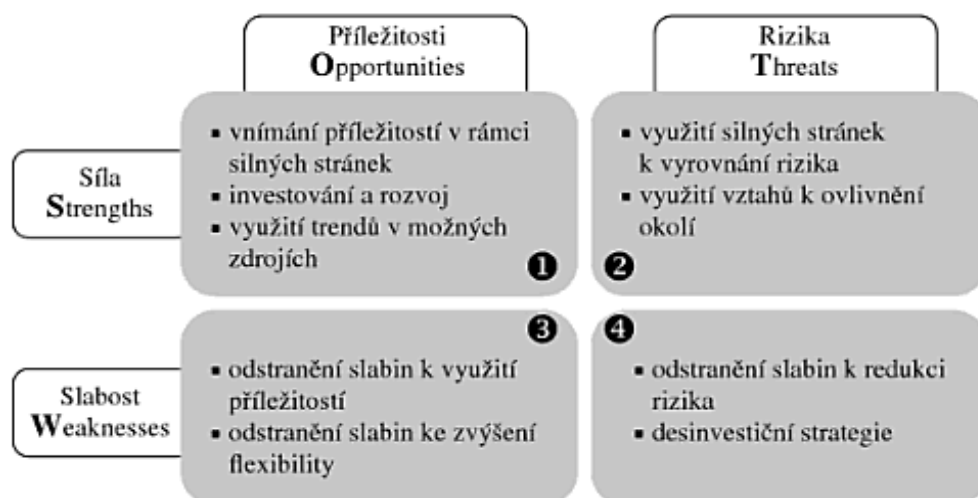 Příležitosti
Opportunities
Rizika
Threats
Síla
Strengths
▪ vnímání příležitostí v rámci
silných stránek
▪ investování a rozvoj
▪ využití trendů v možných
zdrojích
❶
▪ využití silných stránek
k vyrovnání rizika
▪ využití vztahů k ovlivnění
okolí
❷
Slabost
Weaknesses
❸
▪ odstranění slabin k využití
příležitostí
▪ odstranění slabin ke zvýšení
flexibility
❹
▪ odstranění slabin k redukci
rizika
▪ desinvestiční strategie